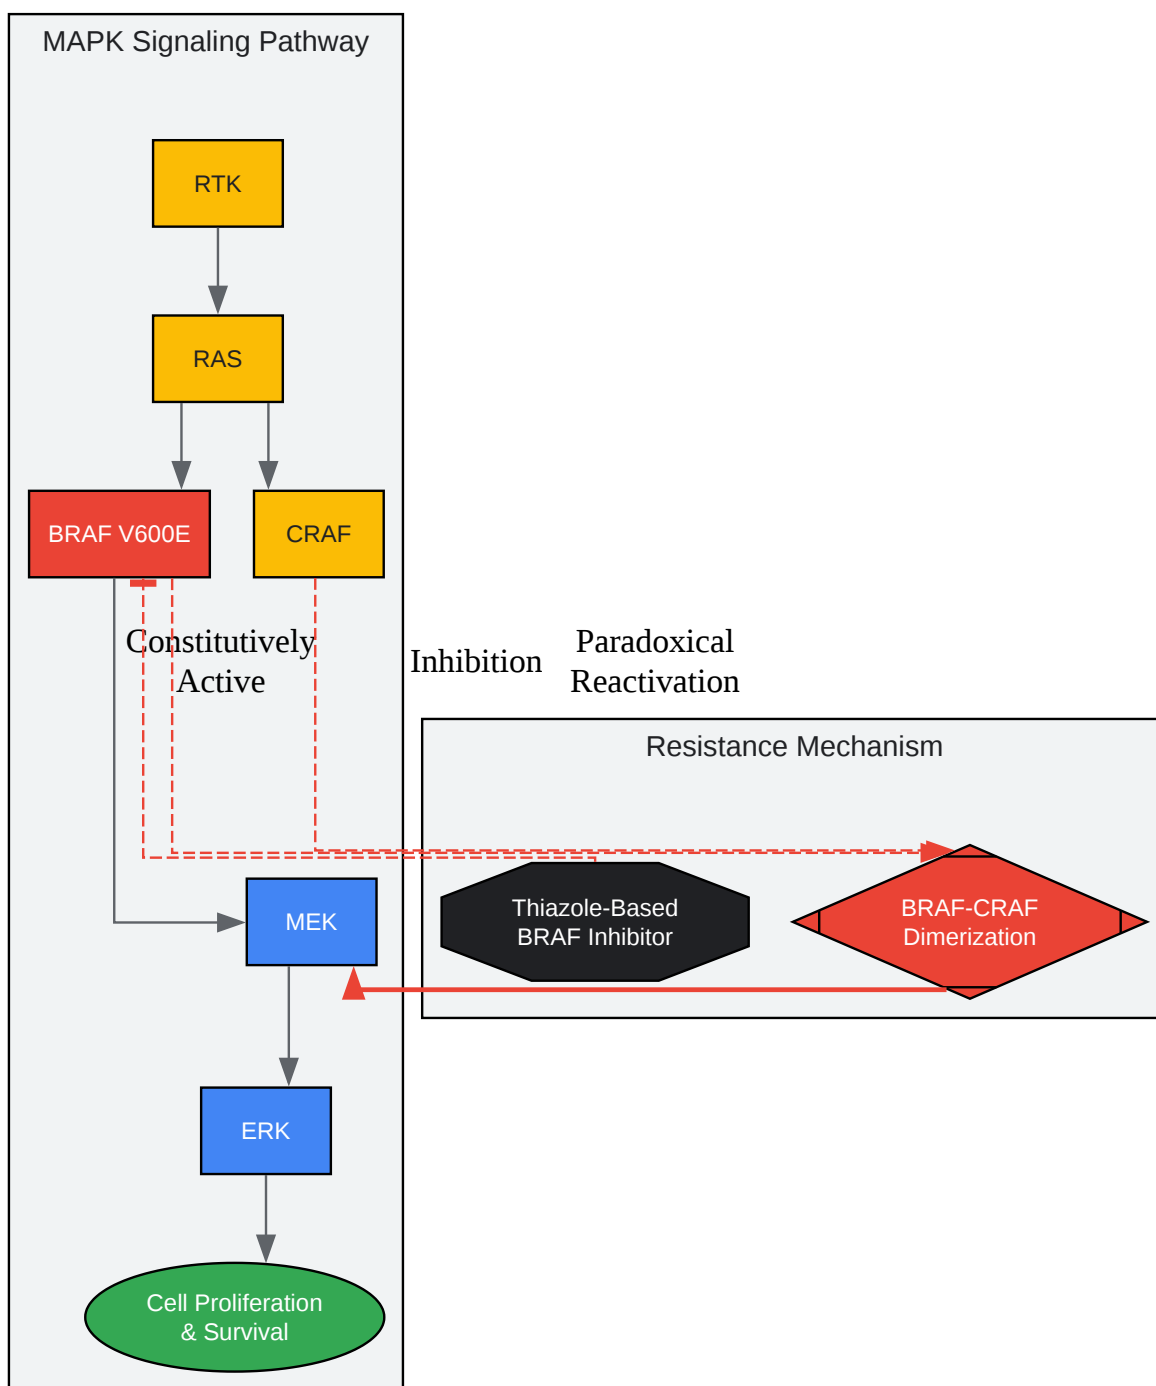 MAPK Signaling Pathway
RTK
RAS
BRAF V600E
CRAF
Constitutively
Active
Inhibition
Paradoxical
Reactivation
Resistance Mechanism
MEK
Thiazole-Based
BRAF Inhibitor
BRAF-CRAF
Dimerization
ERK
Cell Proliferation
& Survival